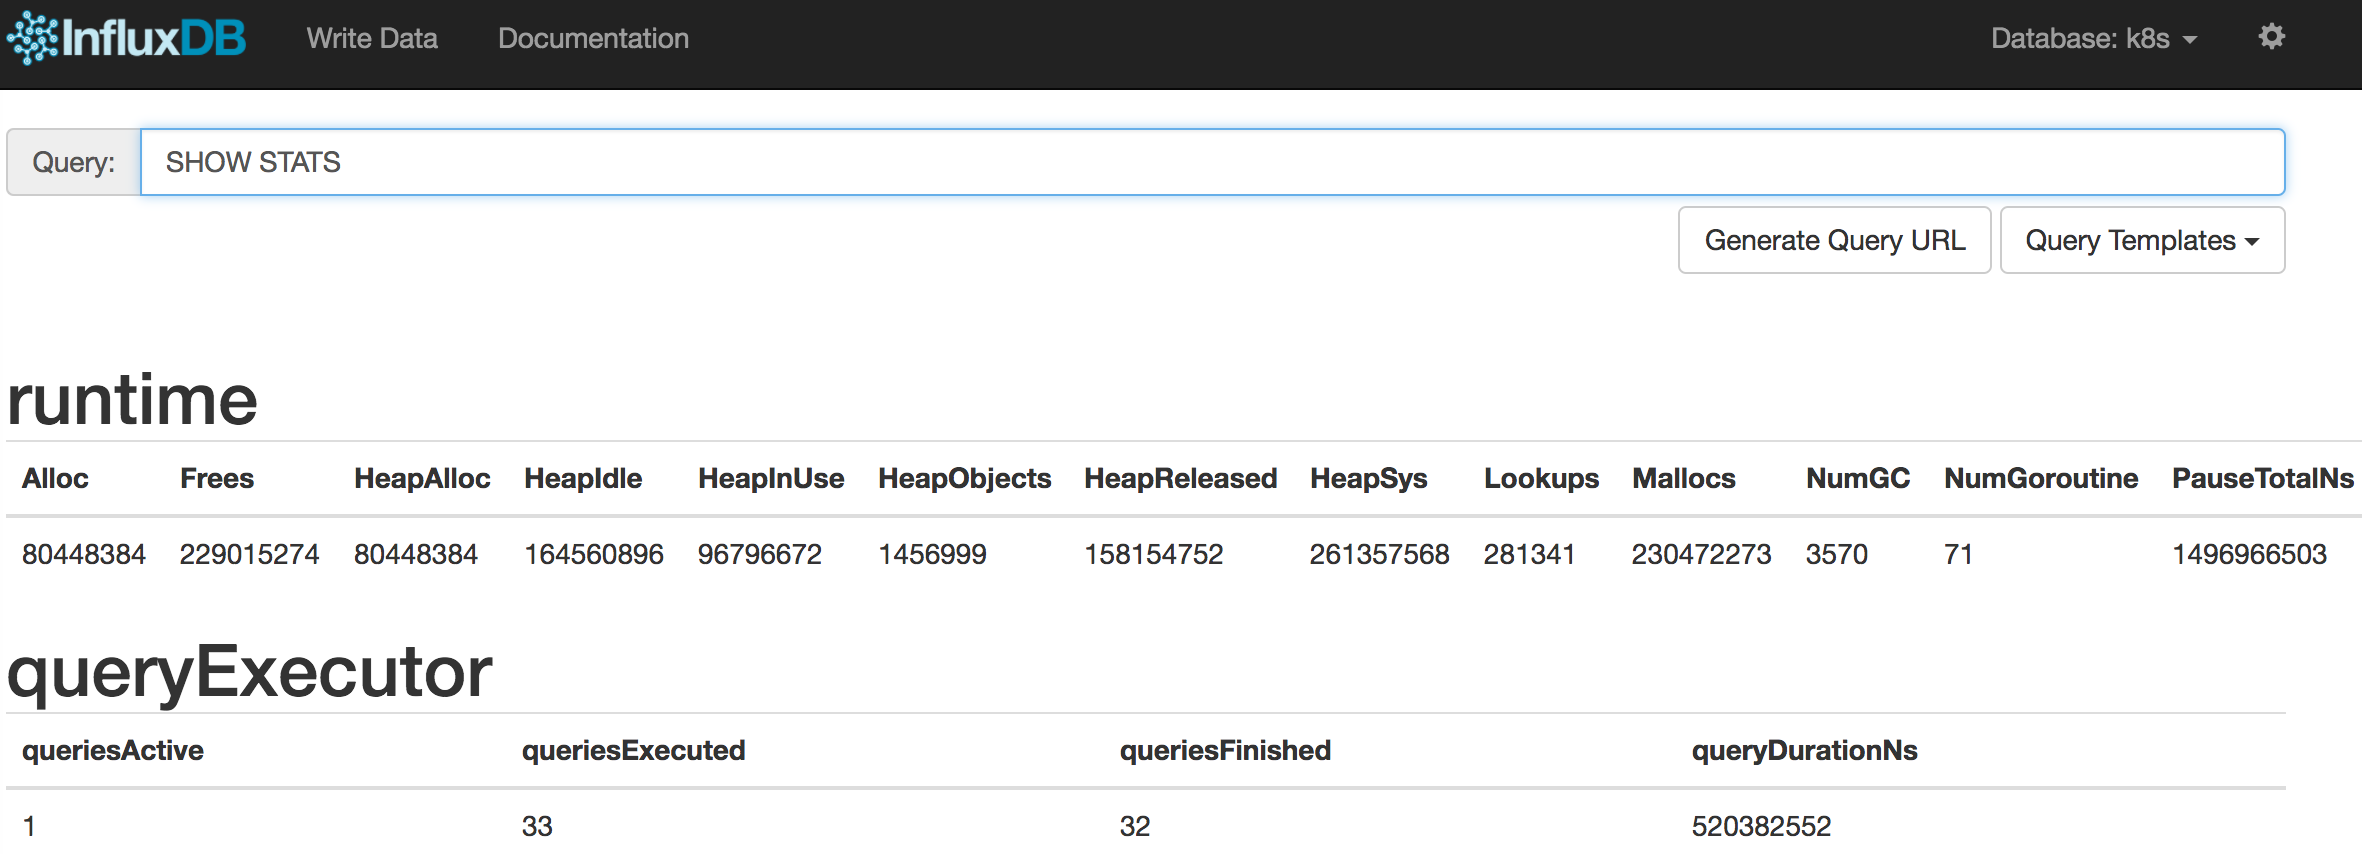 InfluxDB Write Data Documentation Database: k8s
Query: SHOW STATS
Generate Query URL Query Templates
runtime
Alloc Frees HeapAlloc HeapIdle HeapInUse HeapObjects HeapReleased HeapSys Lookups Mallocs NumGC NumGoroutine PauseTotalNs
80448384 229015274 80448384 164560896 96796672 1456999 158154752 261357568 281341 230472273 3570 71 1496966503
queryExecutor
queriesActive queriesExecuted queriesFinished queryDurationNs
1 33 32 520382552